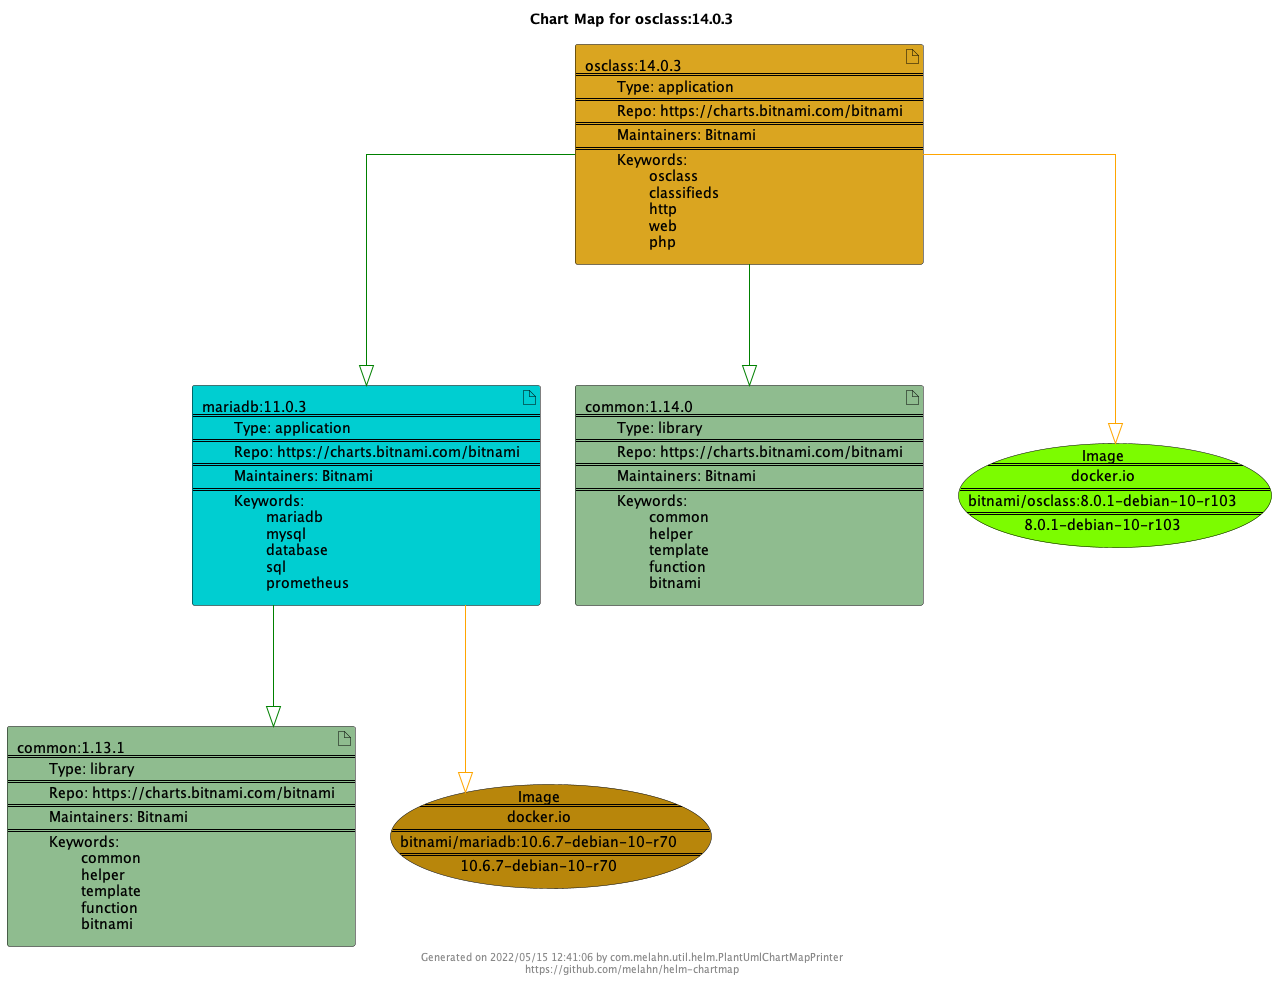 Chart Map for osclass:14.0.3
osclass:14.0.3
Type: application
Repo: https://charts.bitnami.com/bitnami
Maintainers: Bitnami
Keywords:
osclass
classifieds
http
web
php
mariadb:11.0.3
Type: application
Repo: https://charts.bitnami.com/bitnami
Maintainers: Bitnami
Keywords:
mariadb
mysql
database
sql
prometheus
common:1.14.0
Type: library
Repo: https://charts.bitnami.com/bitnami
Maintainers: Bitnami
Keywords:
common
helper
template
function
bitnami
Image
docker.io
bitnami/osclass:8.0.1-debian-10-r103
8.0.1-debian-10-r103
common:1.13.1
Type: library
Repo: https://charts.bitnami.com/bitnami
Maintainers: Bitnami
Keywords:
common
helper
template
function
bitnami
Image
docker.io
bitnami/mariadb:10.6.7-debian-10-r70
10.6.7-debian-10-r70
Generated on 2022/05/15 12:41:06 by com.melahn.util.helm.PlantUmlChartMapPrinter
https://github.com/melahn/helm-chartmap